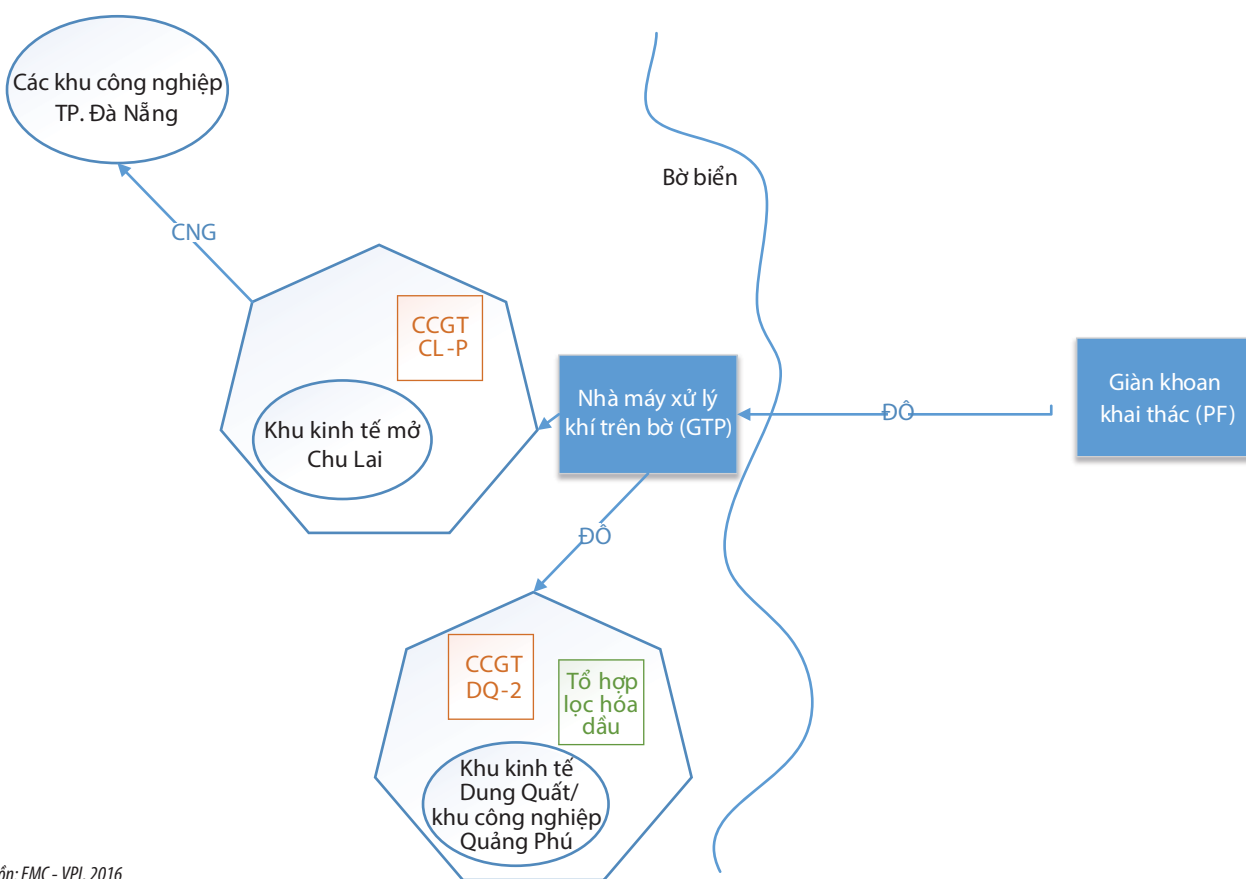 Các khu công nghiệp
TP. Đà Nẵng
Bờ biển
CNG
CCGT
CL-P
Khu kinh tế mở
Chu Lai
Nhà máy xử lý
khí trên bờ (GTP)
ĐÔ
Giàn khoan
khai thác (PF)
ĐÔ
CCGT
DQ-2
Tổ hợp
lọc hóa
dầu
Khu kinh tế
Dung Quất/
khu công nghiệp
Quảng Phú
EMC - VPI, 2016